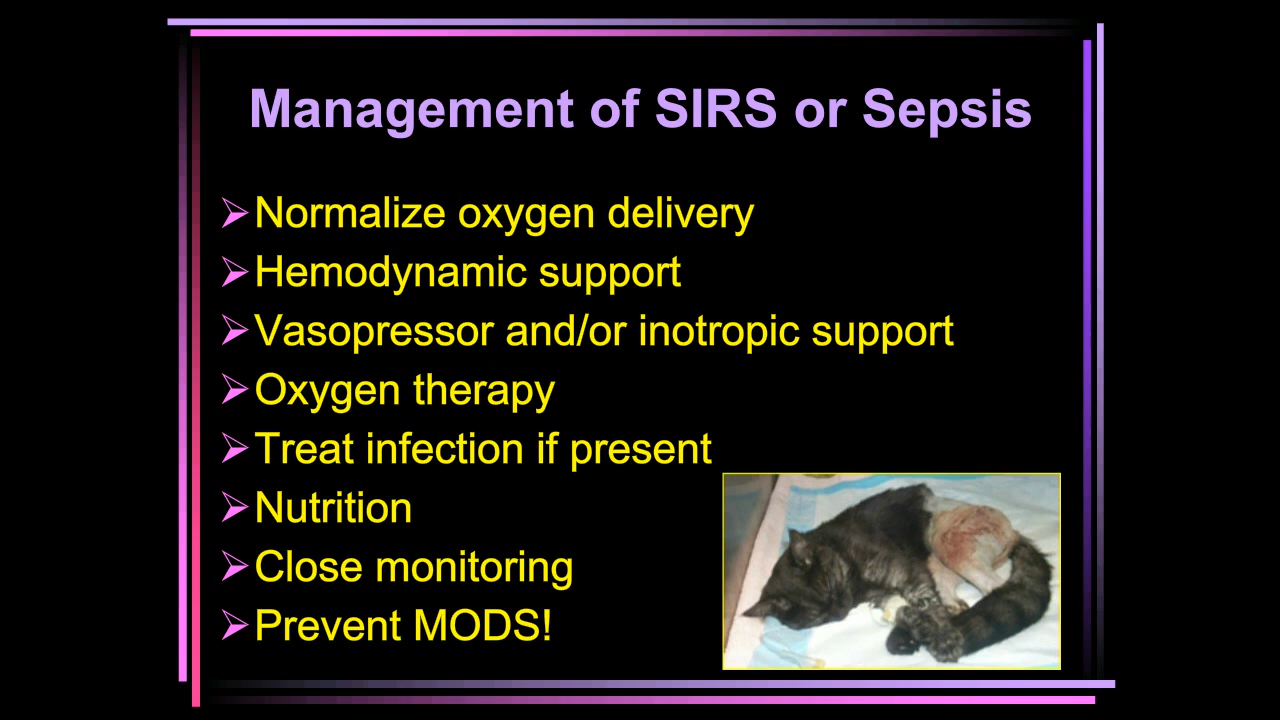 Management of SIRS or Sepsis
Normalize oxygen delivery
Hemodynamic support
Vasopressor and/or inotropic support
Oxygen therapy
Treat infection if present
Nutrition
Close monitoring
Prevent MODS!